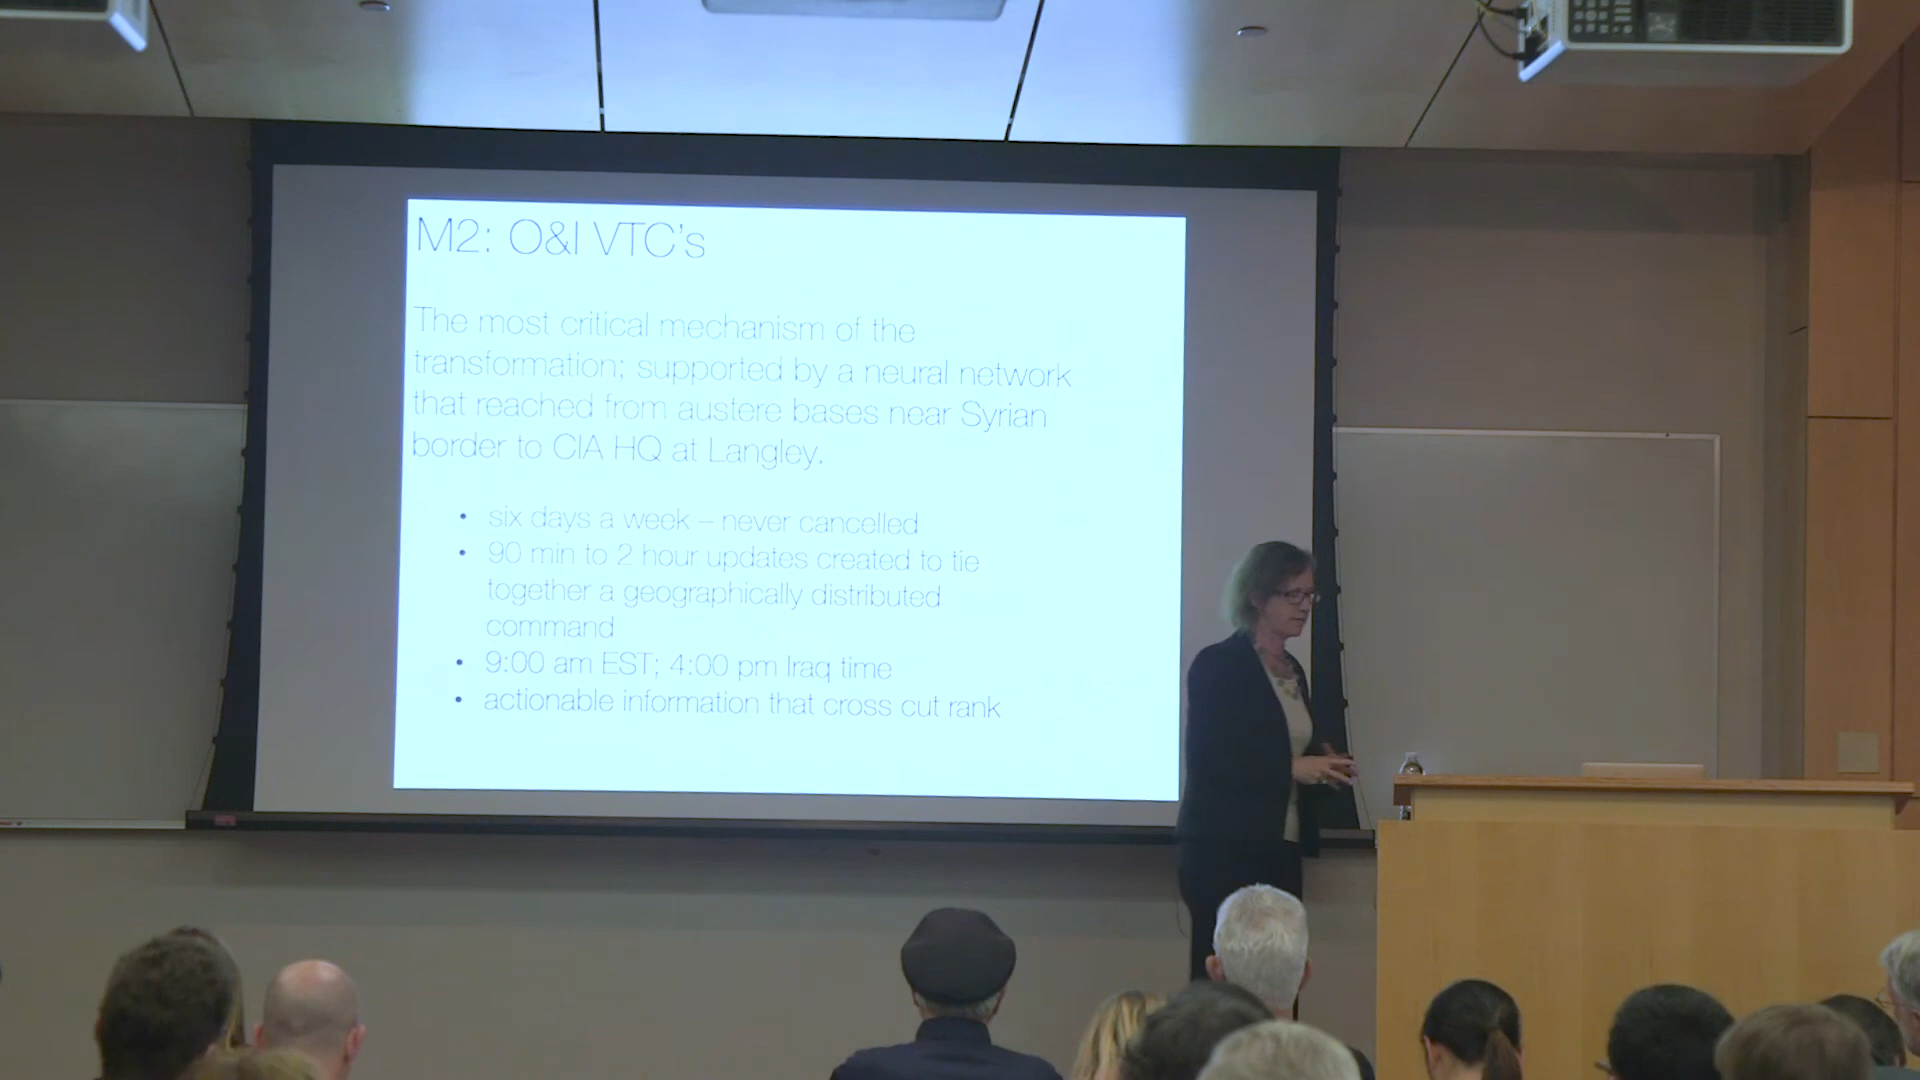 M2: O&I VTC's
The most critical mechanism of the
transformation; supported by a neural network
that reached from austere bases near Syrian
border to CIA HQ at Langley.
• six days a week – never cancelled
• 90 min to 2 hour updates created to tie
together a geographically distributed
command
• 9:00 am EST; 4:00 pm Iraq time
• actionable information that cross cut rank